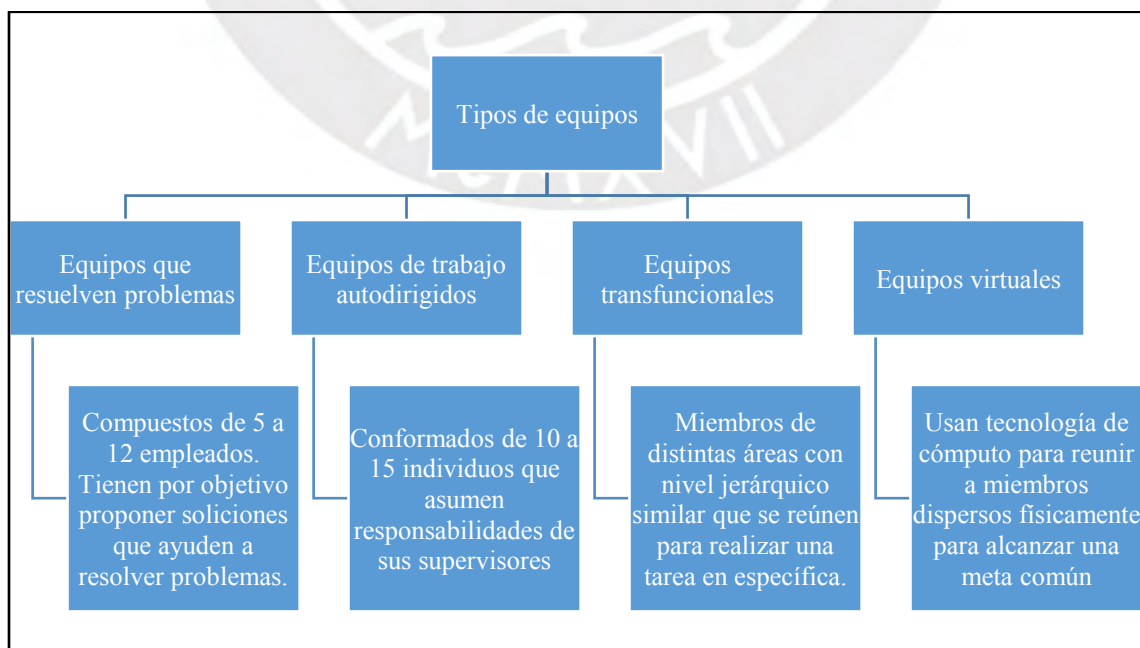 MCMXVII
Tipos de equipos
Equipos que
resuelven problemas
Equipos de trabajo
autodirigidos
Equipos
transfuncionales
Equipos virtuales
Compuestos de 5 a
12 empleados.
Tienen por objetivo
proponer soliciones
que ayuden a
resolver problemas.
Conformados de 10 a
15 individuos que
asumen
responsabilidades de
sus supervisores
Miembros de
distintas áreas con
nivel jerárquico
similar que se reúnen
para realizar una
tarea en específica.
Usan tecnología de
cómputo para reunir
a miembros
dispersos físicamente
para alcanzar una
meta común